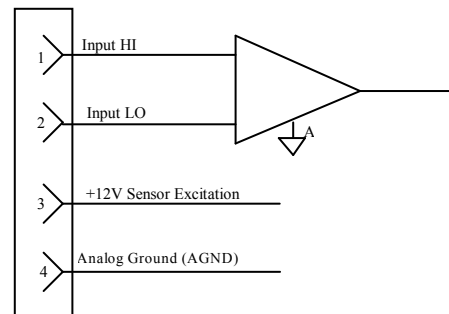 1 Input HI
2 Input LO
A
3 +12V Sensor Excitation
4 Analog Ground (AGND)